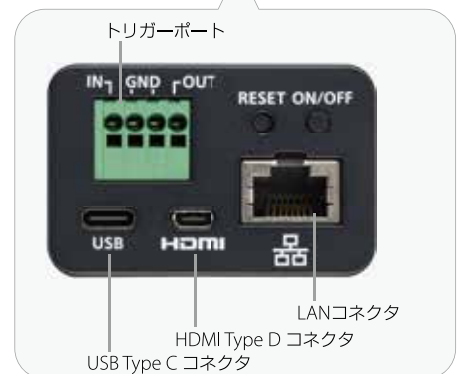 トリガーポート
IN GND OUT
RESET ON/OFF
USB HDMI
LANコネクタ
HDMI Type D コネクタ
USB Type C コネクタ